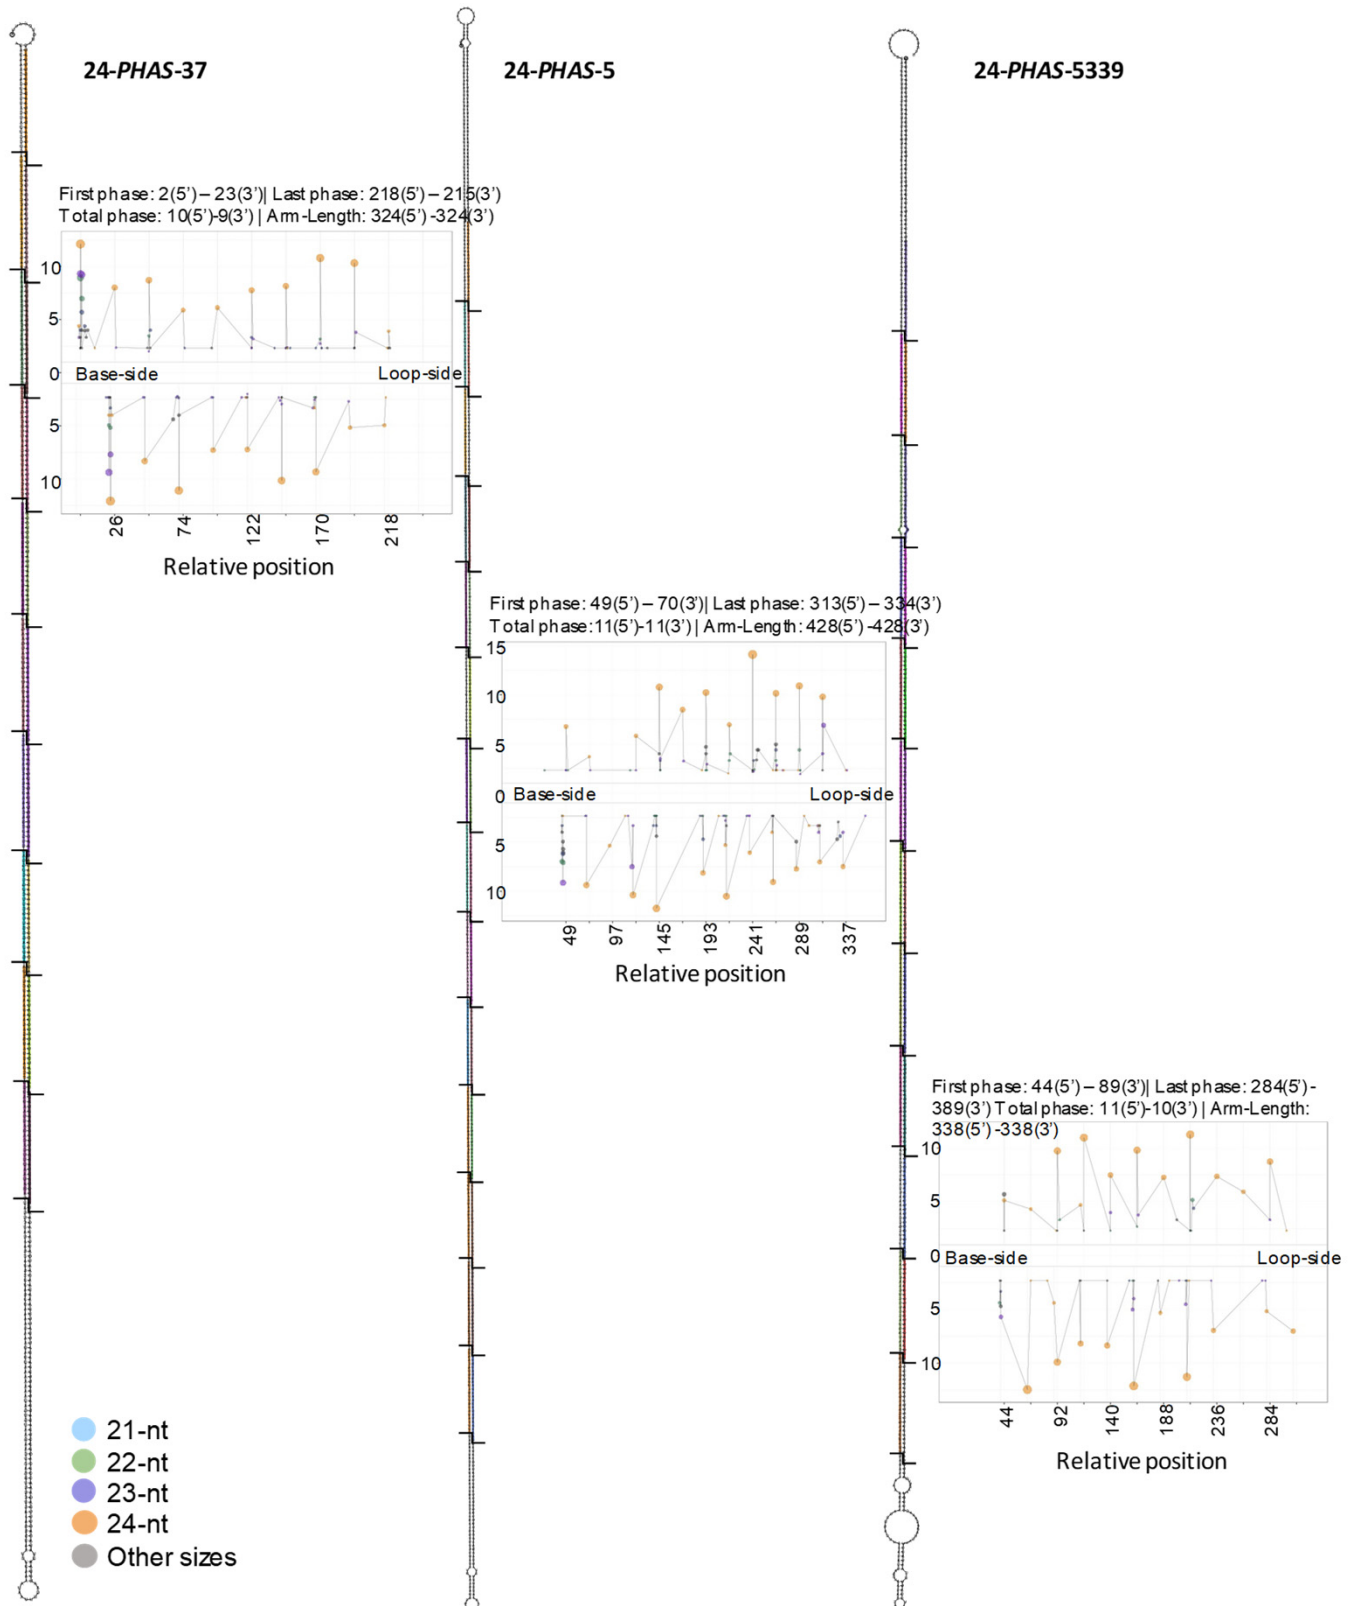 24-PHAS-37
24-PHAS-5
24-PHAS-5339
First phase: 2(5’) – 23(3’)| Last phase: 218(5’) – 215(3’)
Total phase: 10(5’)-9(3’) | Arm-Length: 324(5’) -324(3’)
10
5
0
Base-side
Loop-side
5
10
26
74
122
170
218
Relative position
First phase: 49(5’) – 70(3’)| Last phase: 313(5’) – 334(3’)
Total phase:11(5’)-11(3’) | Arm-Length: 428(5’) -428(3’)
15
10
5
0
Base-side
Loop-side
5
10
49
97
145
193
241
289
337
Relative position
First phase: 44(5’) – 89(3’)| Last phase: 284(5’) -
389(3’) Total phase: 11(5’)-10(3’) | Arm-Length:
338(5’) -338(3’)
10
5
0
Base-side
Loop-side
5
10
44
92
140
188
236
284
Relative position
21-nt
22-nt
23-nt
24-nt
Other sizes